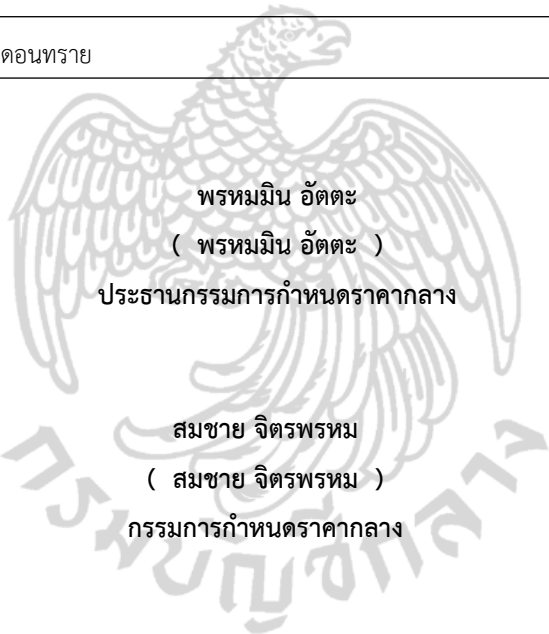 ดอนทราย
พรหมมิน อัตตะ
( พรหมมิน อัตตะ )
ประธานกรรมการกำหนดราคากลาง
สมชาย จิตรพรหม
( สมชาย จิตรพรหม )
กรรมการกำหนดราคากลาง
กรมบัญชีกลาง